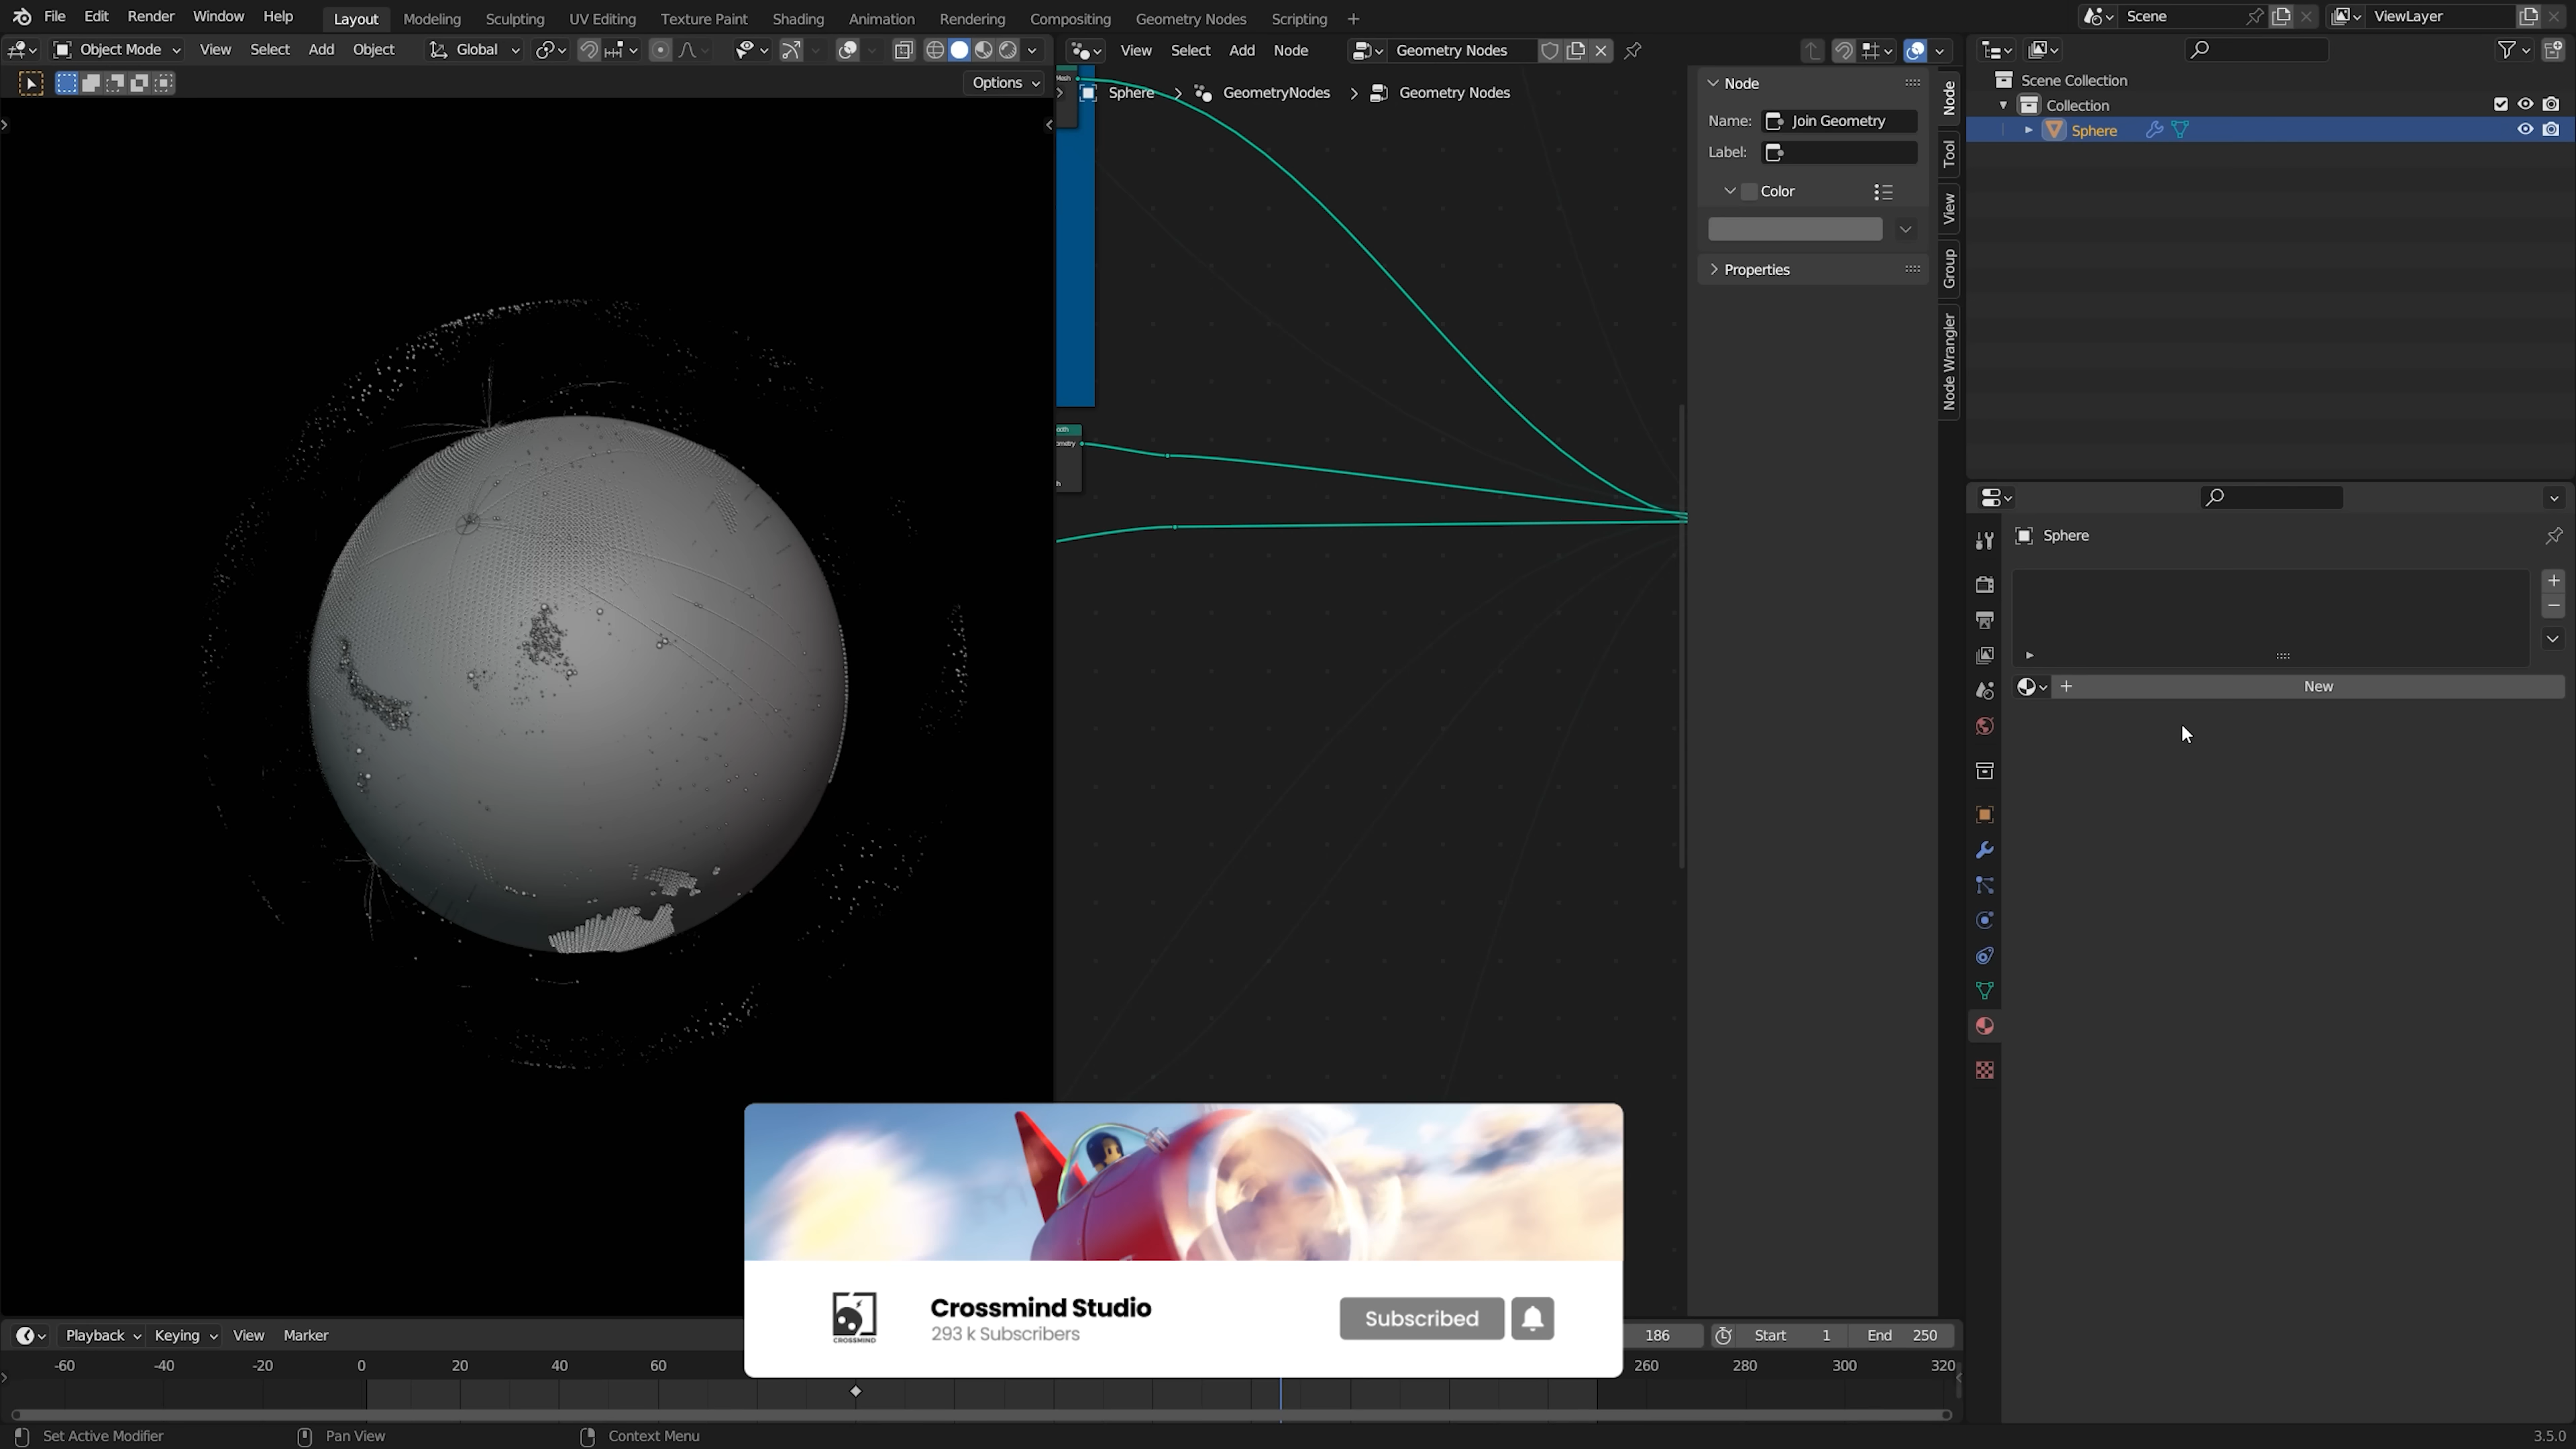 File Edit Render Window Help Layout Modeling Sculpting UV Editing Texture Paint Shading Animation Rendering Compositing Geometry Nodes Scripting + Scene ViewLayer
Object Mode View Select Add Object Global View Select Add Node Geometry Nodes
Options
Mesh
Sphere > GeometryNodes > Geometry Nodes
Node
Name: Join Geometry
Label:
Color
Properties
Node
Tool
View
Group
Node Wrangler
Scene Collection
Collection
Sphere
Sphere
New
Crossmind Studio
293 k Subscribers
Subscribed
CROSSMIND
Playback Keying View Marker 186 Start 1 End 250
-60 -40 -20 0 20 40 60 260 280 300 320
Set Active Modifier Pan View Context Menu 3.5.0